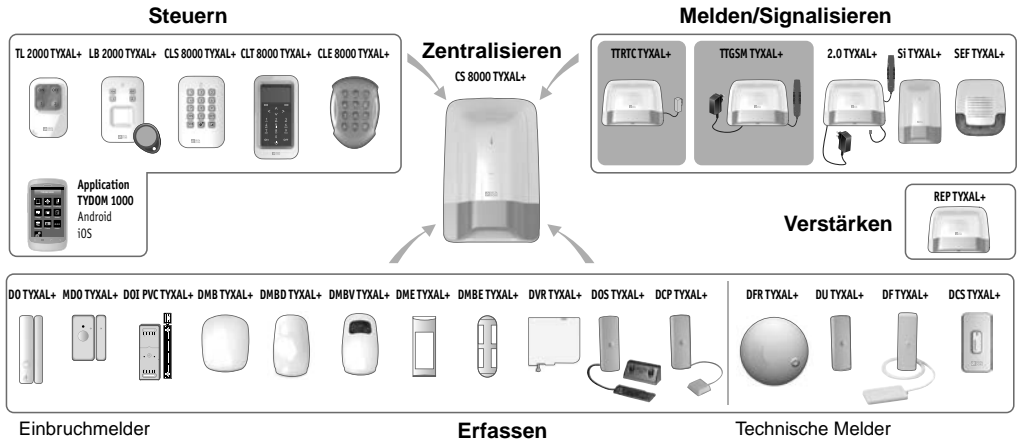 Steuern
Melden/Signalisieren
TL 2000 TYXAL+ LB 2000 TYXAL+ CLS 8000 TYXAL+ CLT 8000 TYXAL+ CLE 8000 TYXAL+
Zentralisieren
CS 8000 TYXAL+
TTRTC TYXAL+ TTGSM TYXAL+ 2.0 TYXAL+ Si TYXAL+ SEF TYXAL+
Application
TYDOM 1000
Android
iOS
Verstärken
REP TYXAL+
DO TYXAL+ MDO TYXAL+ DOI PVC TYXAL+ DMB TYXAL+ DMBD TYXAL+ DMBV TYXAL+ DME TYXAL+ DMBE TYXAL+ DVR TYXAL+ DOS TYXAL+ DCP TYXAL+ DFR TYXAL+ DU TYXAL+ DF TYXAL+ DCS TYXAL+
Einbruchmelder
Erfassen
Technische Melder